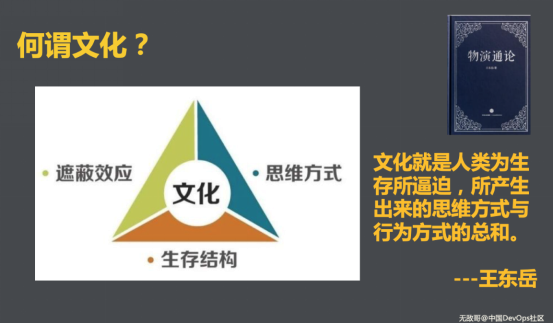 何谓文化？
物演通论
遮蔽效应
思维方式
文化
生存结构
文化就是人类为生
存所逼迫，所产生
出来的思维方式与
行为方式的总和。
---王东岳
无敌哥@中国DevOps社区